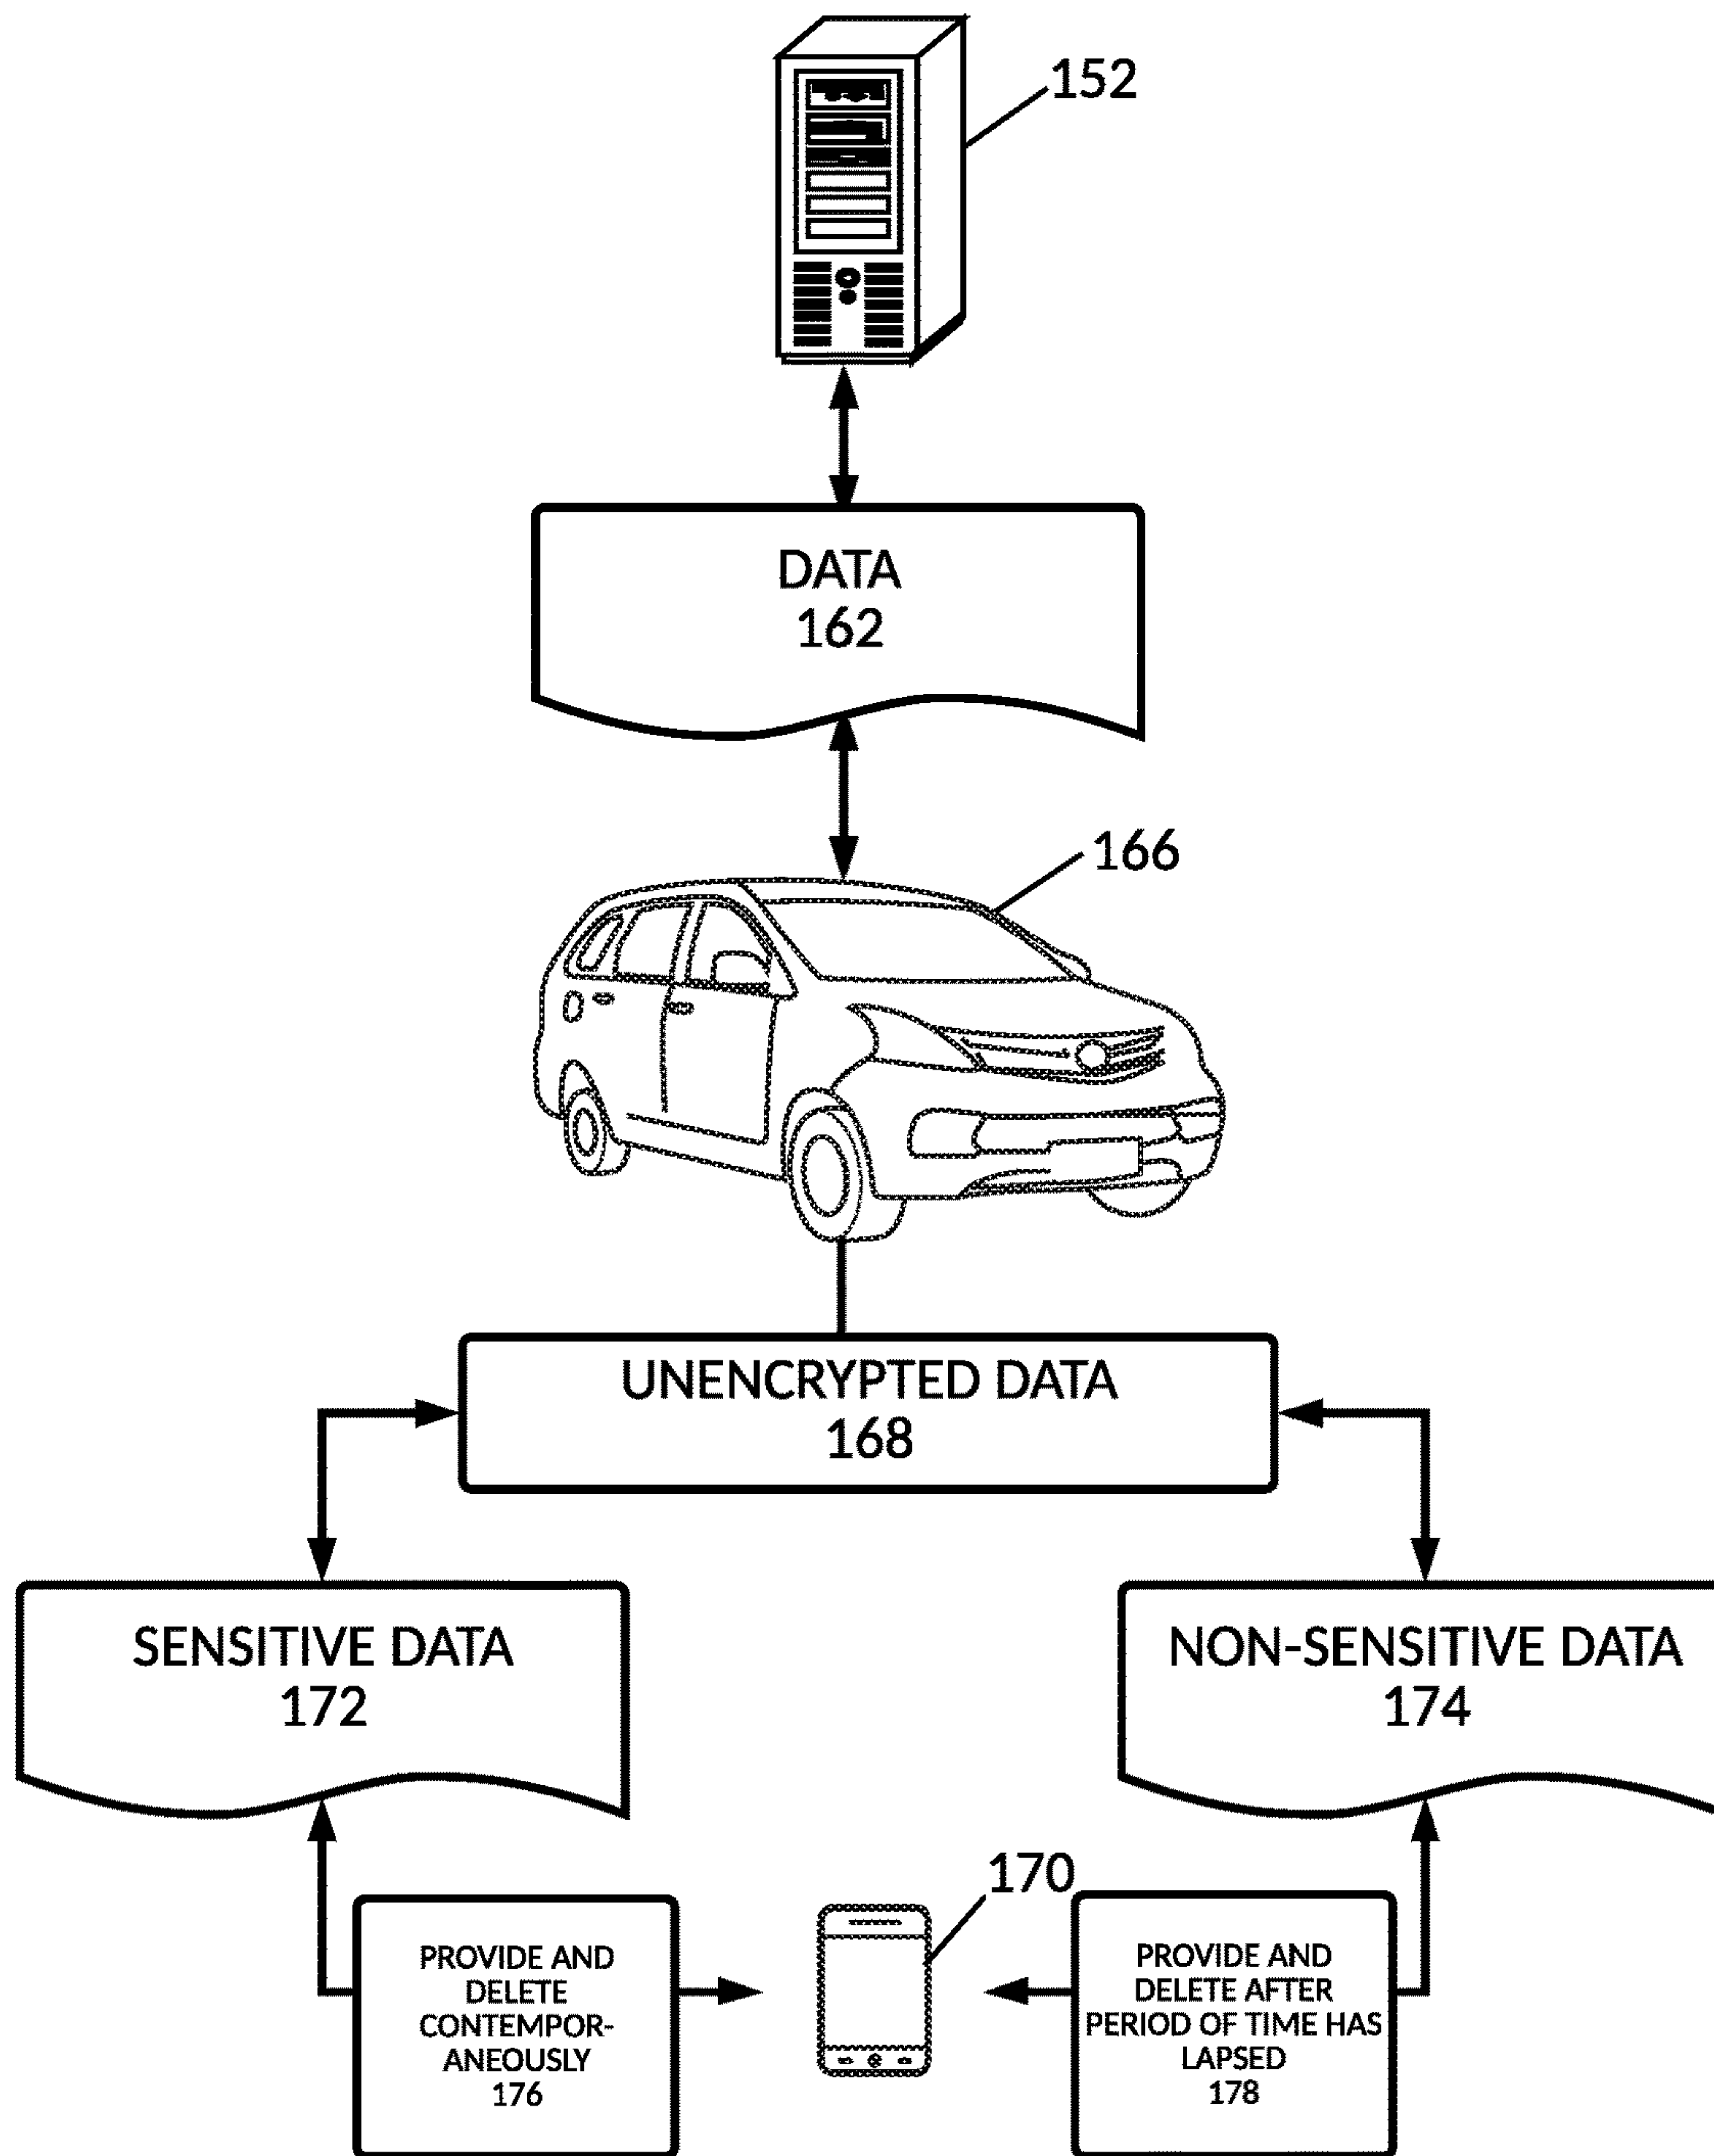 152
DATA
162
166
UNENCRYPTED DATA
168
SENSITIVE DATA
172
NON-SENSITIVE DATA
174
170
PROVIDE AND
DELETE
CONTEMPOR-
ANEOUSLY
176
PROVIDE AND
DELETE AFTER
PERIOD OF TIME HAS
LAPSED
178